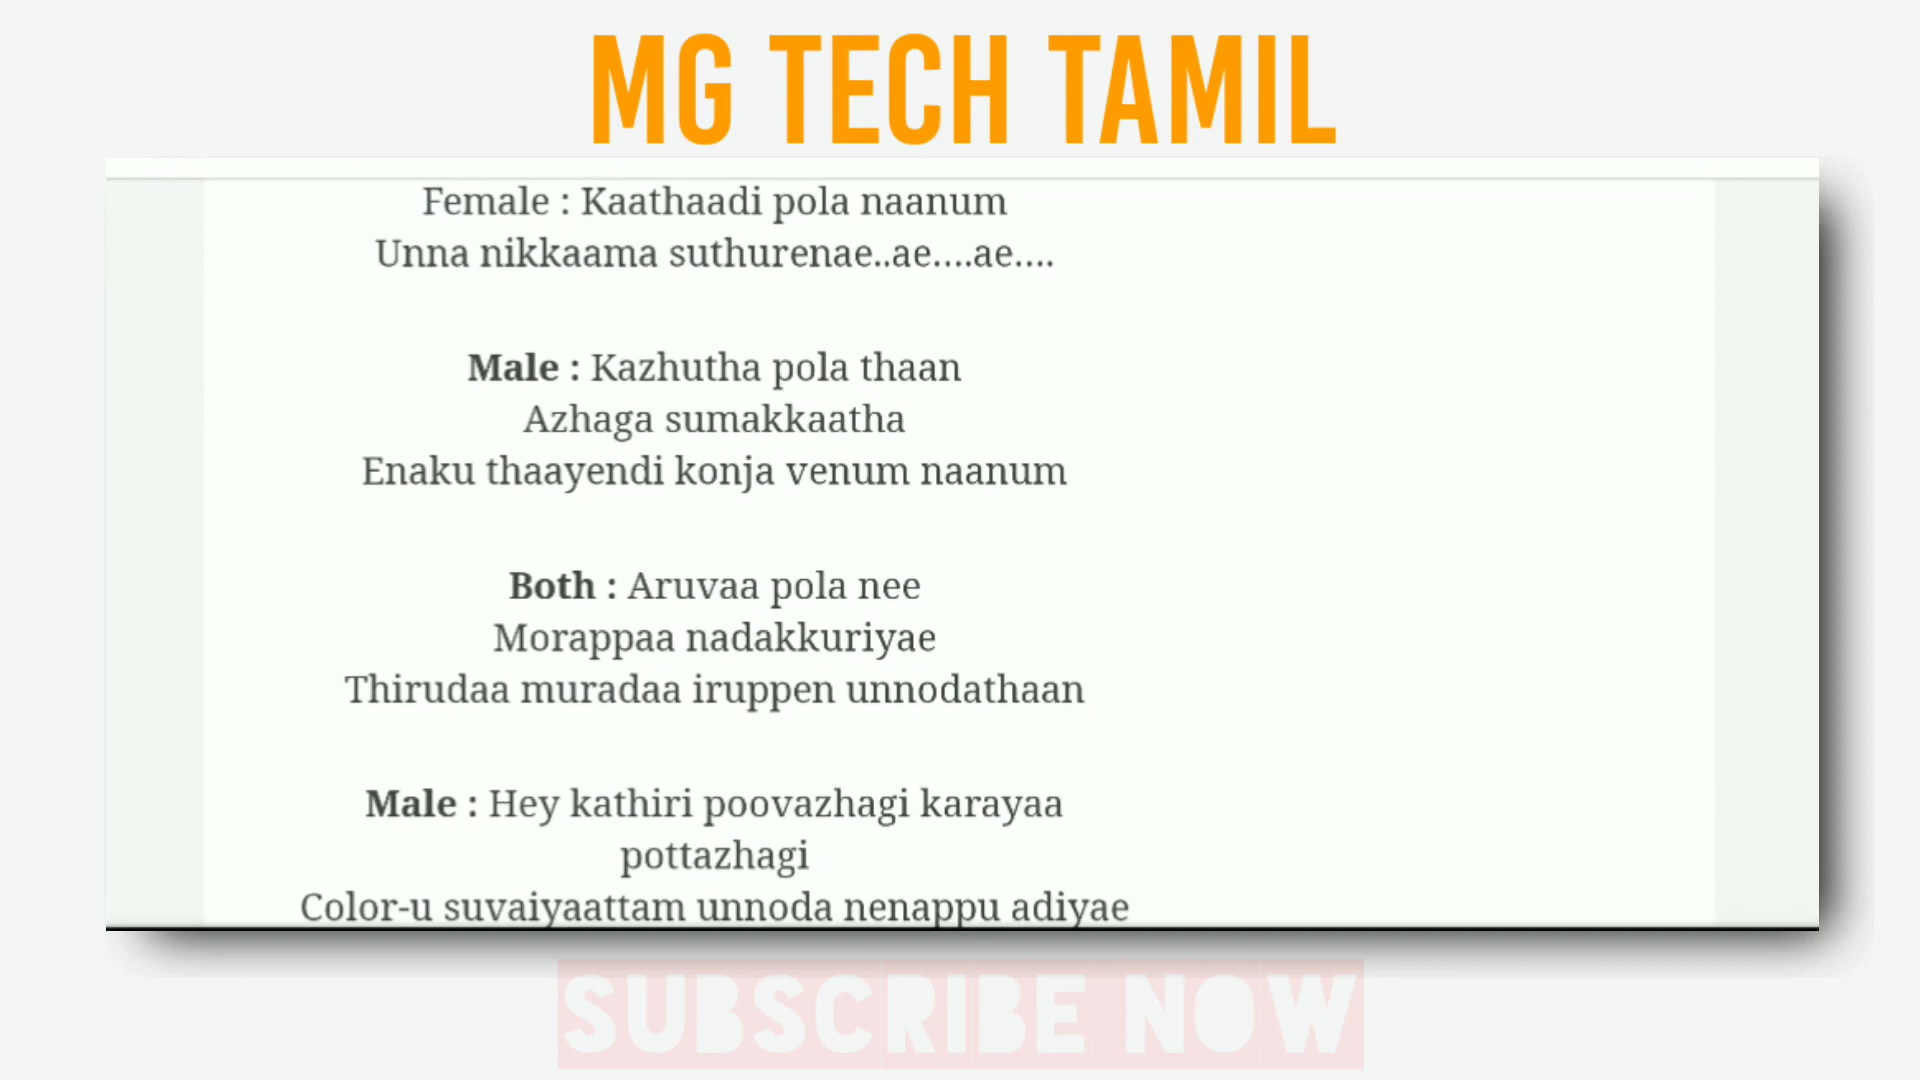 MG TECH TAMIL
Female : Kaathaadi pola naanum
Unna nikkaama suthurenae..ae....ae....
Male : Kazhutha pola thaan
Azhaga sumakkaatha
Enaku thaayendi konja venum naanum
Both : Aruvaa pola nee
Morappaa nadakkuriyae
Thirudaa muradaa iruppen unnodathaan
Male : Hey kathiri poovazhagi karayaa
pottazhagi
Color-u suvaiyaattam unnoda nenappu adiyae
SUBSCRIBE NOW